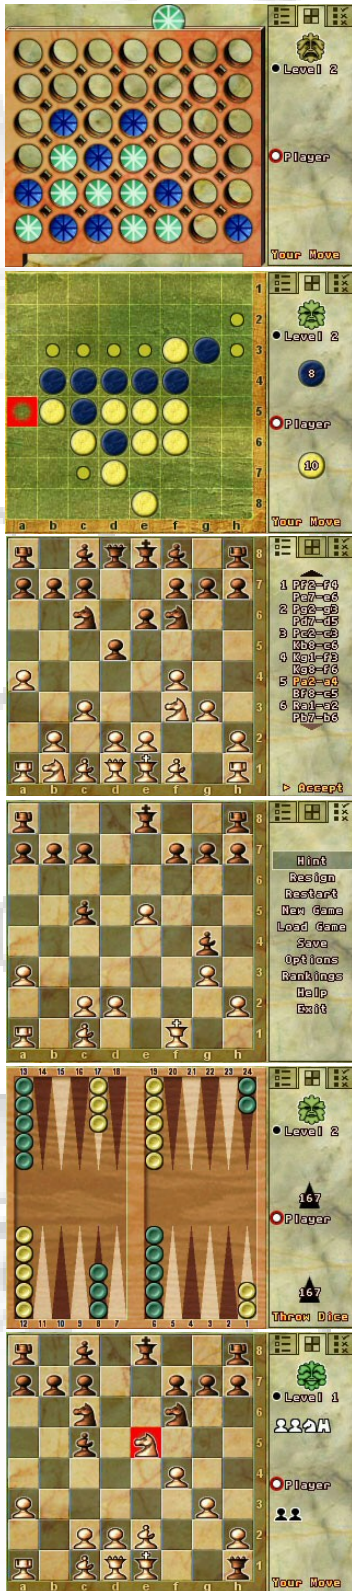 Level 2
Player
Your Move
1
2
3
4
5
6
7
8
a b c d e f g h
Level 2
8
Player
10
Your Move
8
7
6
5
4
3
2
1
a b c d e f g h
1 Pf2-f4
Pe7-e6
2 Pg2-g3
Pd7-d5
3 Pc2-c3
Kb8-c6
4 Kg1-f3
Kg8-f6
5 Pa2-a4
Bf8-c5
6 Ra1-a2
Pb7-b6
Accept
8
7
6
5
4
3
2
1
a b c d e f g h
Hint
Resign
Restart
New Game
Load Game
Save
Options
Rankings
Help
Exit
13 14 15 16 17 18 19 20 21 22 23 24
12 11 10 9 8 7 6 5 4 3 2 1
Level 2
167
Player
167
Throw Dice
8
7
6
5
4
3
2
1
a b c d e f g h
Level 1
Player
Your Move